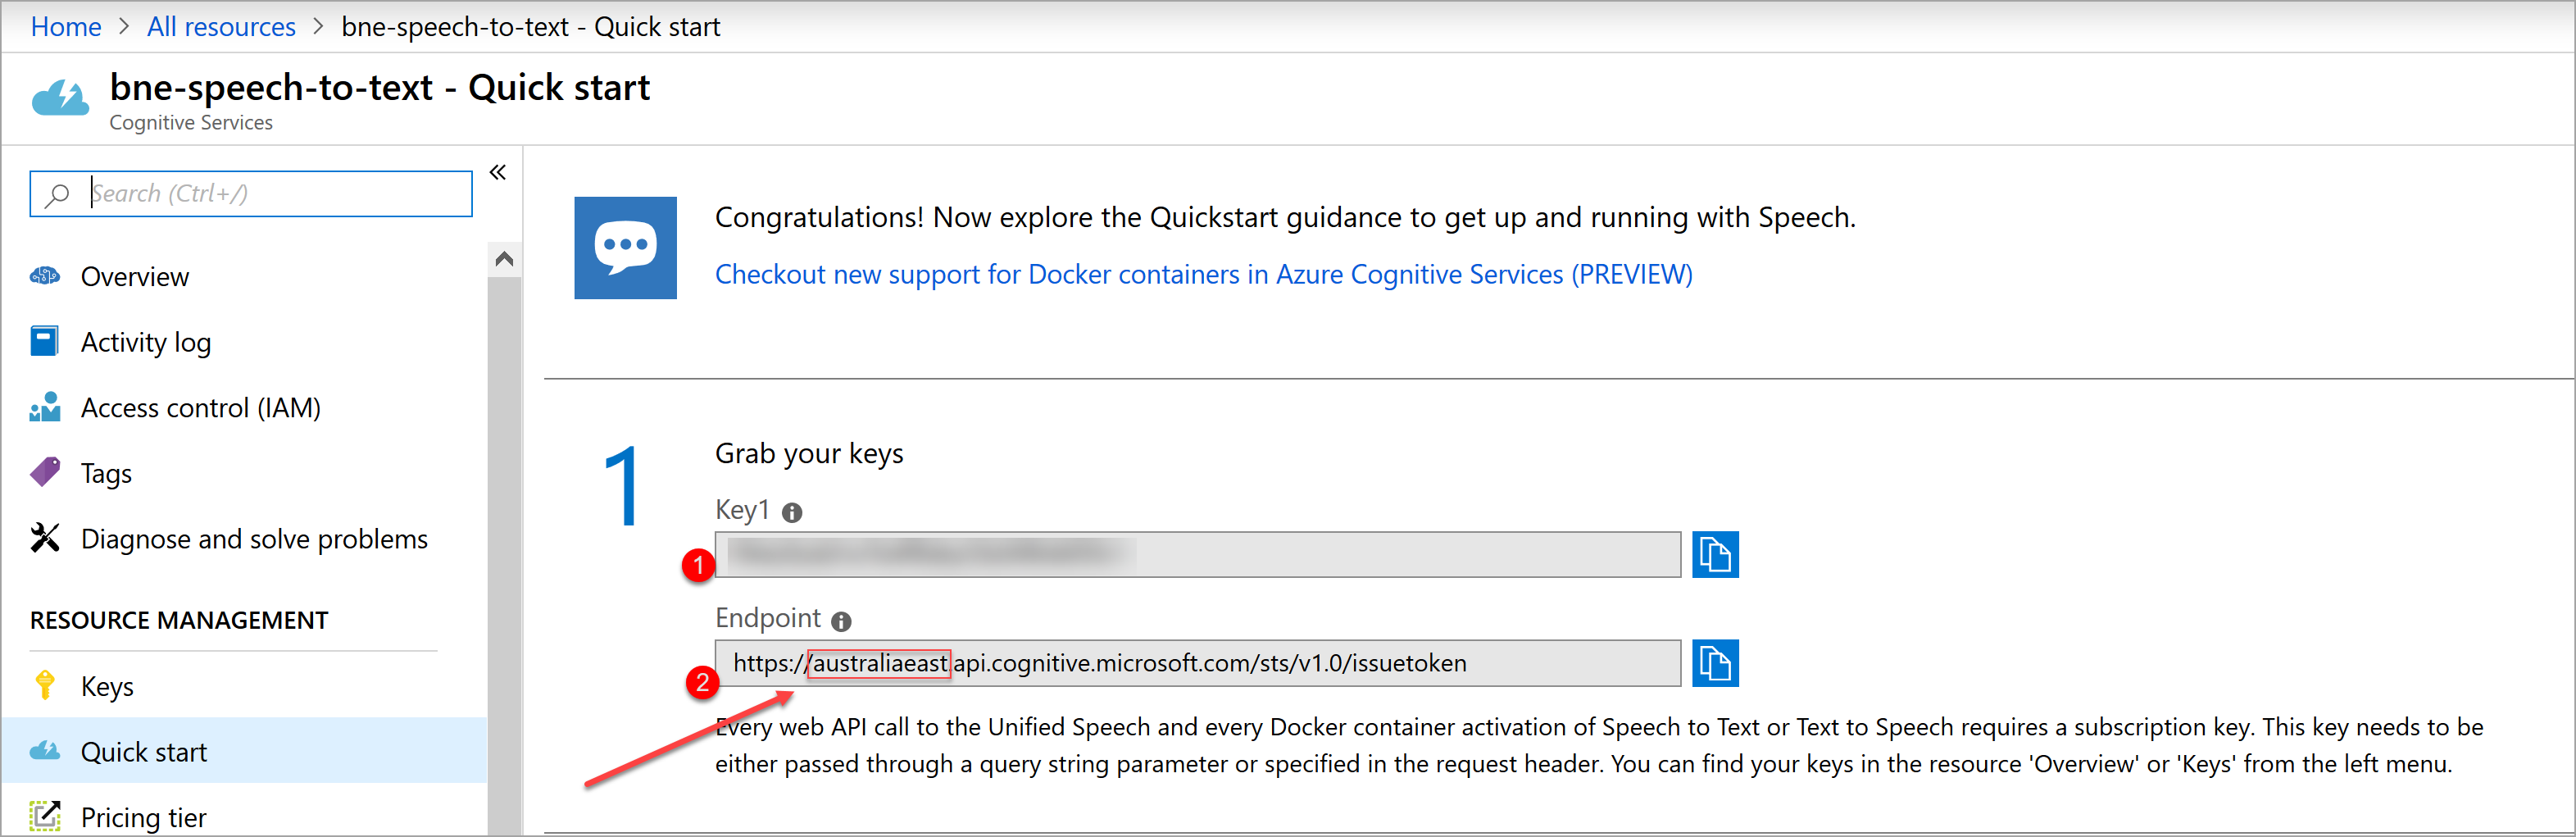 Home > All resources > bne-speech-to-text - Quick start
bne-speech-to-text - Quick start
Cognitive Services
Search (Ctrl+/)
«
Overview
Activity log
Access control (IAM)
Tags
Diagnose and solve problems
RESOURCE MANAGEMENT
Keys
Quick start
Pricing tier
Congratulations! Now explore the Quickstart guidance to get up and running with Speech.
Checkout new support for Docker containers in Azure Cognitive Services (PREVIEW)
1
Grab your keys
Key1
1
Endpoint
https://australiaeast.api.cognitive.microsoft.com/sts/v1.0/issuetoken
2
Every web API call to the Unified Speech and every Docker container activation of Speech to Text or Text to Speech requires a subscription key. This key needs to be
either passed through a query string parameter or specified in the request header. You can find your keys in the resource 'Overview' or 'Keys' from the left menu.